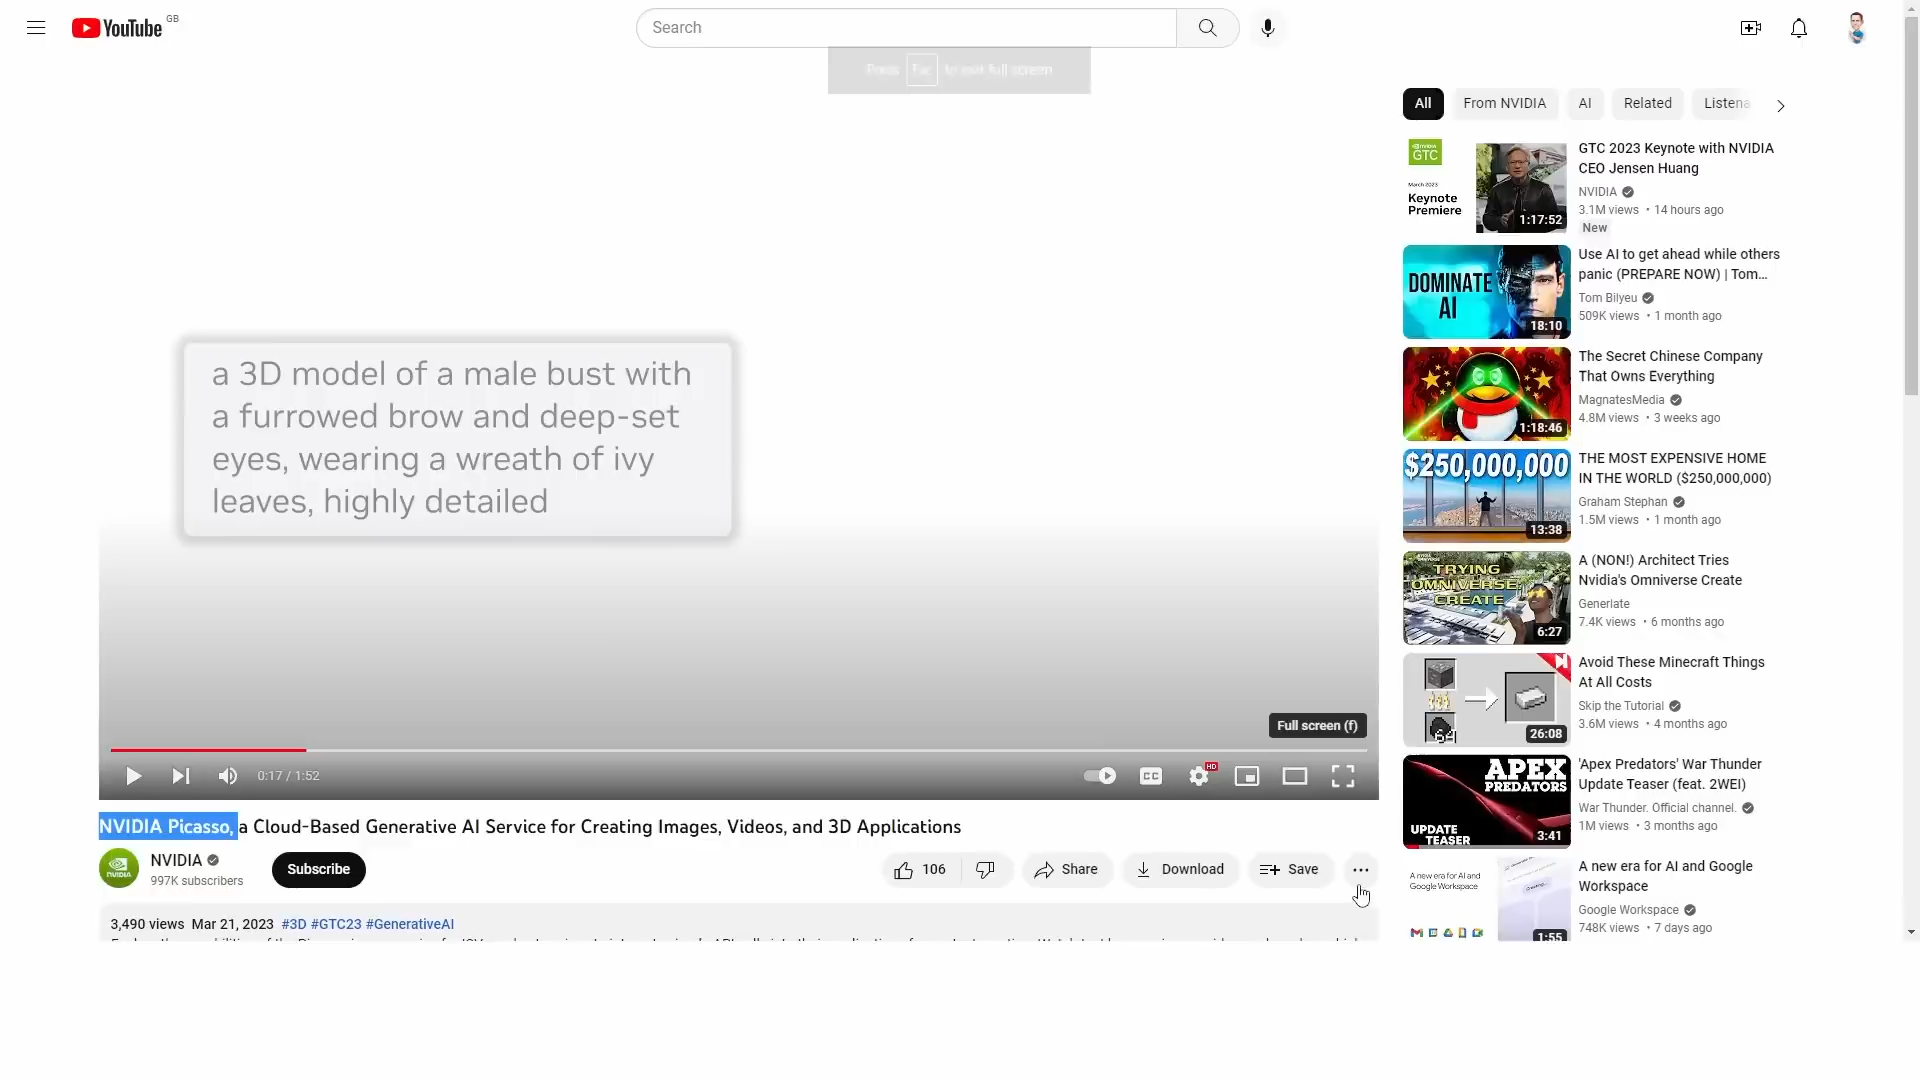 YouTube GB
Search
Press Esc to exit full screen
a 3D model of a male bust with
a furrowed brow and deep-set
eyes, wearing a wreath of ivy
leaves, highly detailed
Full screen (f)
0:17 / 1:52
CC
HD
NVIDIA Picasso, a Cloud-Based Generative AI Service for Creating Images, Videos, and 3D Applications
NVIDIA
997K subscribers
Subscribe
106
Share
Download
Save
3,490 views Mar 21, 2023 #3D #GTC23 #GenerativeAI
All
From NVIDIA
AI
Related
Listena
GTC
March 2023
Keynote
Premiere
1:17:52
GTC 2023 Keynote with NVIDIA
CEO Jensen Huang
NVIDIA
3.1M views • 14 hours ago
New
DOMINATE
AI
18:10
Use AI to get ahead while others
panic (PREPARE NOW) | Tom...
Tom Bilyeu
509K views • 1 month ago
1:18:46
The Secret Chinese Company
That Owns Everything
MagnatesMedia
4.8M views • 3 weeks ago
$250,000,000
13:38
THE MOST EXPENSIVE HOME
IN THE WORLD ($250,000,000)
Graham Stephan
1.5M views • 1 month ago
TRYING
OMNIVERSE
CREATE
6:27
A (NON!) Architect Tries
Nvidia's Omniverse Create
Generlate
7.4K views • 6 months ago
64
26:08
Avoid These Minecraft Things
At All Costs
Skip the Tutorial
3.6M views • 4 months ago
APEX
PREDATORS
UPDATE
TEASER
3:41
'Apex Predators' War Thunder
Update Teaser (feat. 2WEI)
War Thunder. Official channel.
1M views • 3 months ago
A new era for AI and
Google Workspace
1:55
A new era for AI and Google
Workspace
Google Workspace
748K views • 7 days ago